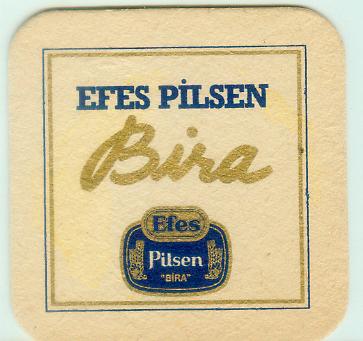 EFES PİLSEN
Bira
Efes
Pilsen
"BİRA"